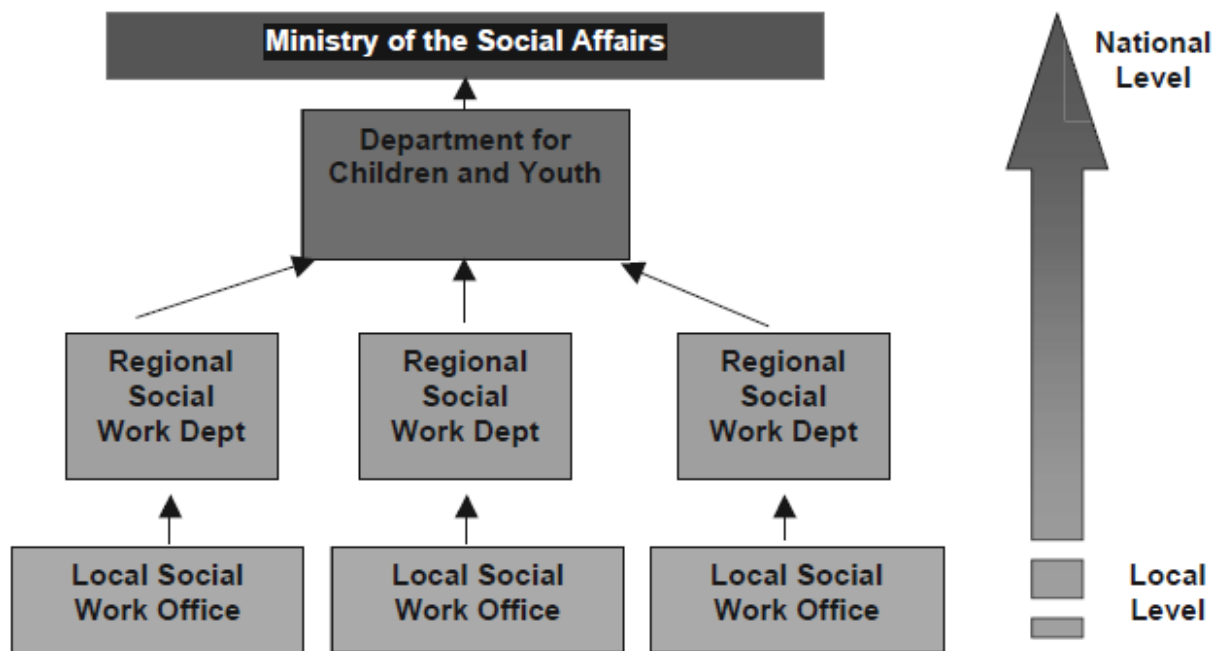 Ministry of the Social Affairs
National
Level
Department for
Children and Youth
Regional
Social
Work Dept
Regional
Social
Work Dept
Regional
Social
Work Dept
Local Social
Work Office
Local Social
Work Office
Local Social
Work Office
Local
Level